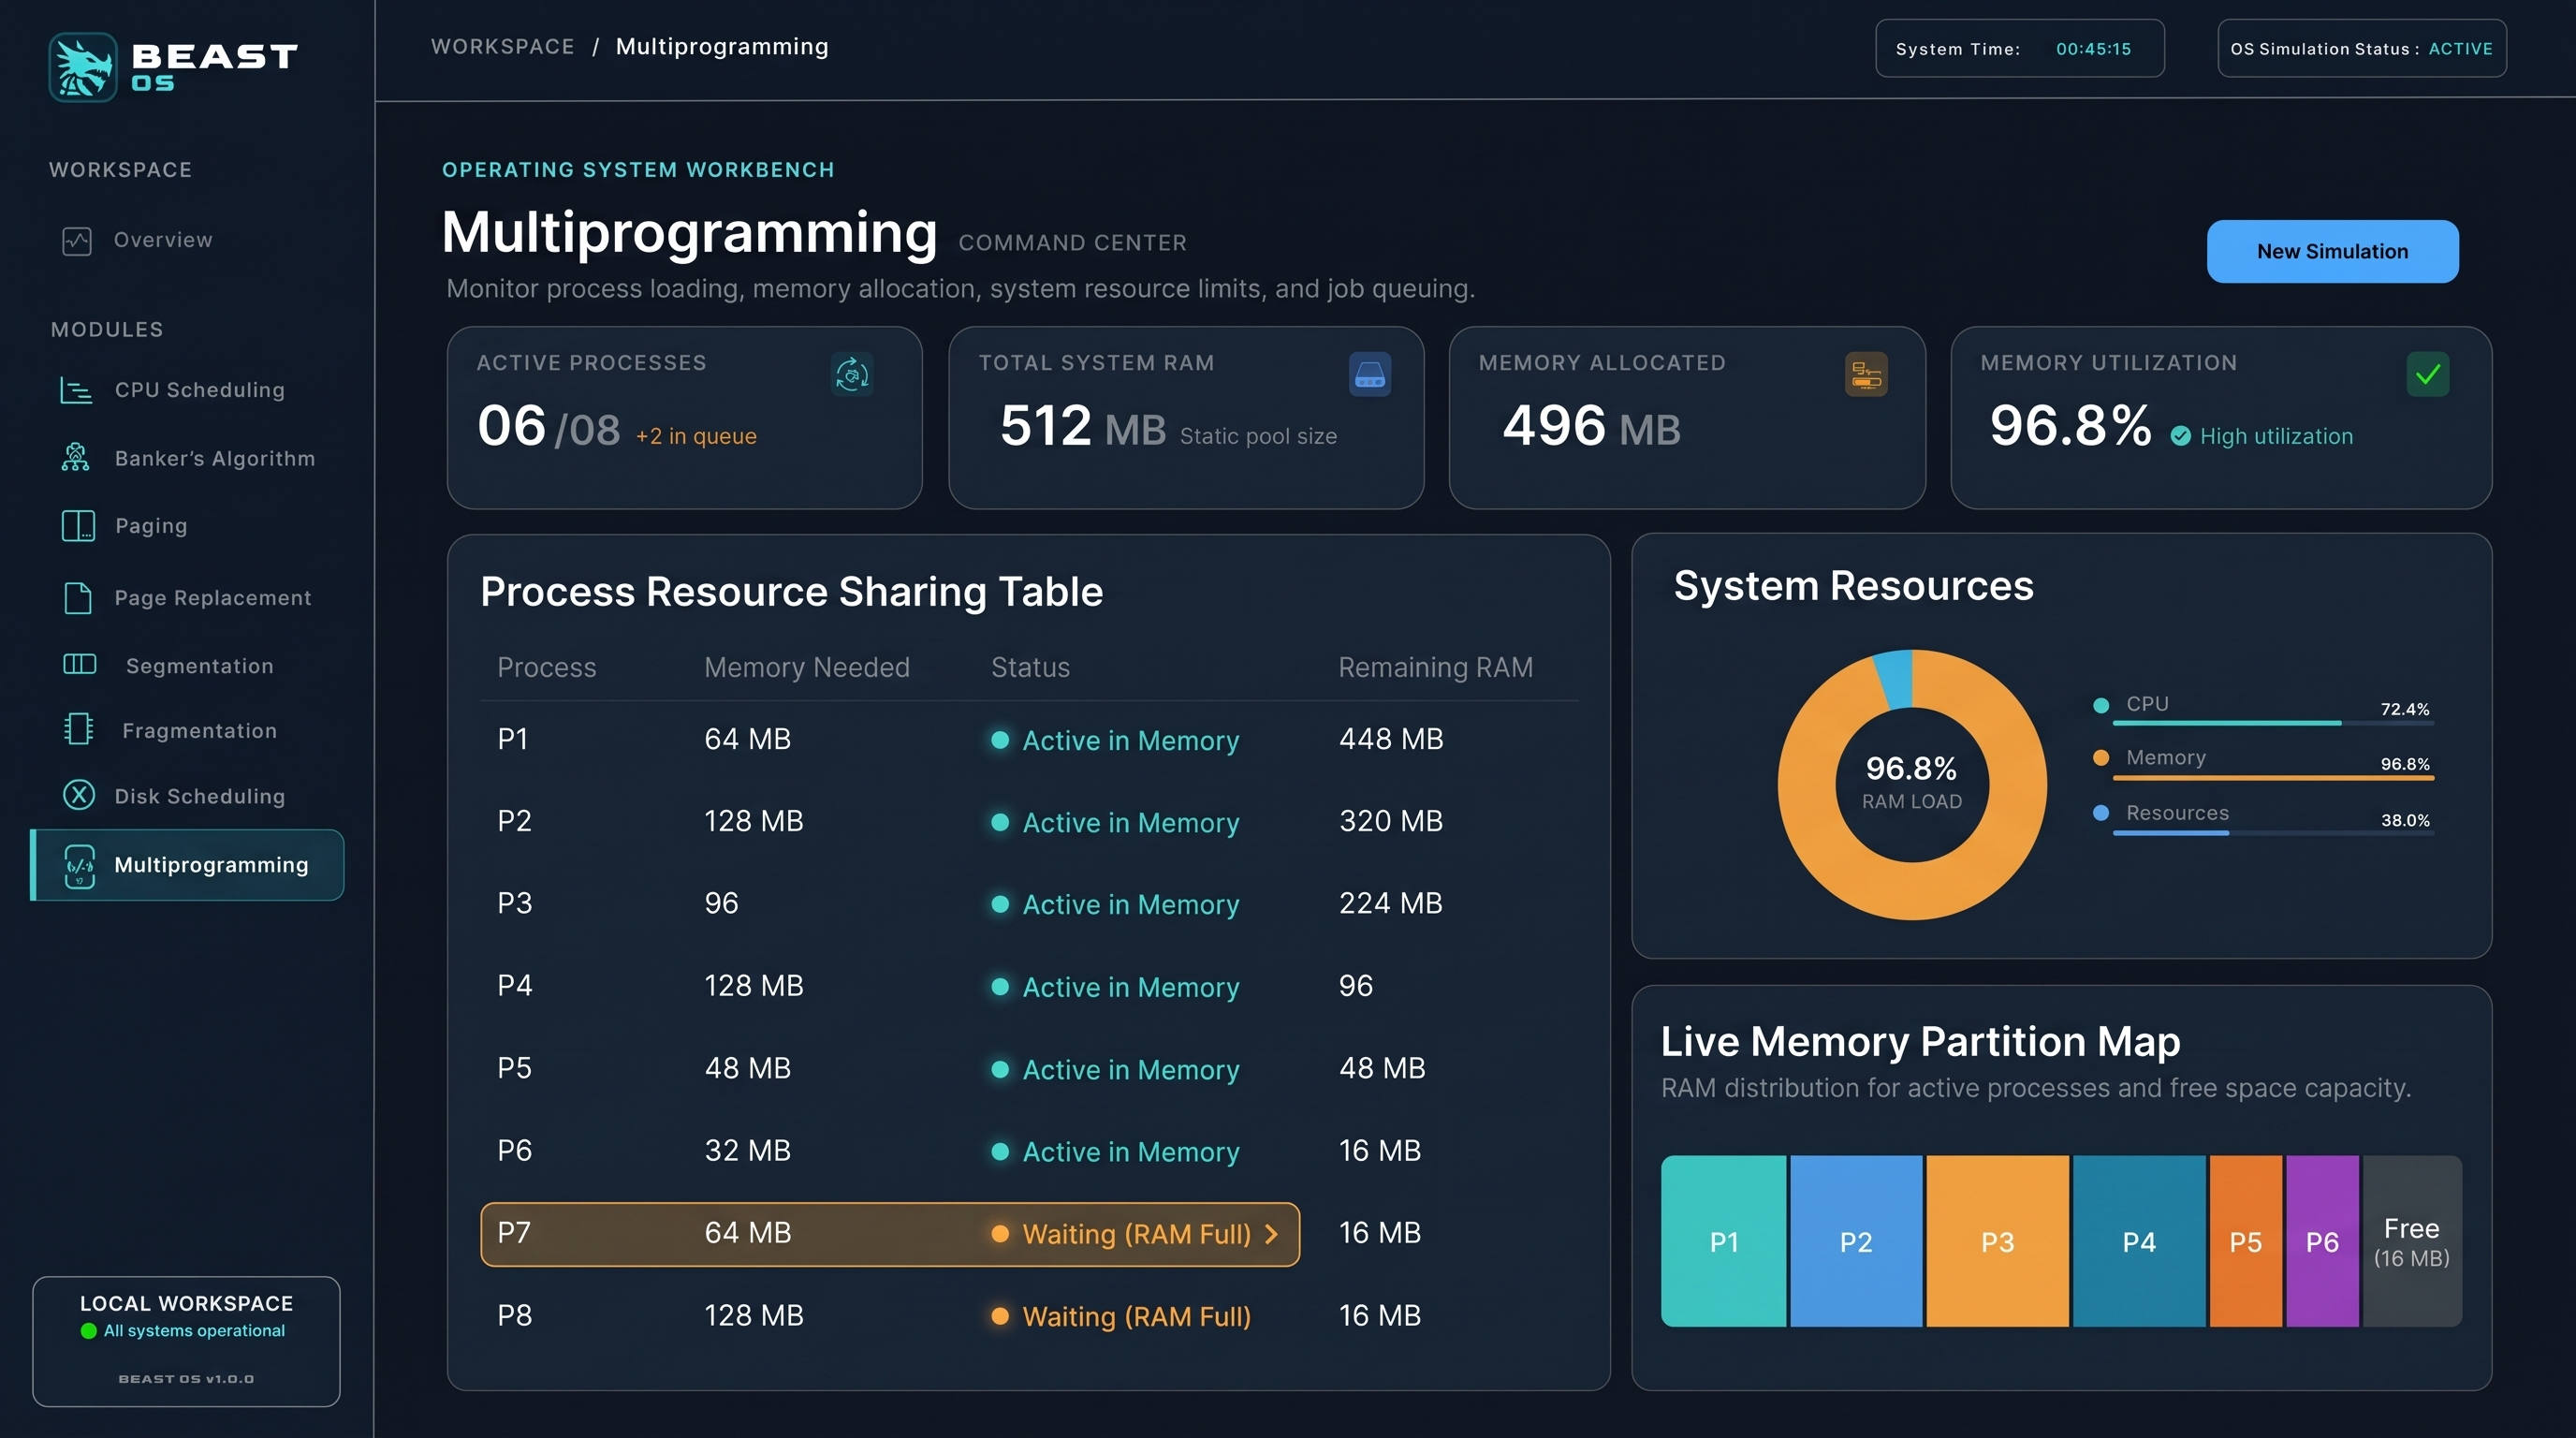 BEAST
OS
WORKSPACE
Overview
MODULES
CPU Scheduling
Banker's Algorithm
Paging
Page Replacement
Segmentation
Fragmentation
Disk Scheduling
Multiprogramming
LOCAL WORKSPACE
All systems operational
BEAST OS v1.0.0
WORKSPACE / Multiprogramming
System Time: 00:45:15
OS Simulation Status : ACTIVE
OPERATING SYSTEM WORKBENCH
Multiprogramming COMMAND CENTER
Monitor process loading, memory allocation, system resource limits, and job queuing.
New Simulation
ACTIVE PROCESSES
06 /08 +2 in queue
TOTAL SYSTEM RAM
512 MB Static pool size
MEMORY ALLOCATED
496 MB
MEMORY UTILIZATION
96.8% High utilization
Process Resource Sharing Table
Process Memory Needed Status Remaining RAM
P1 64 MB Active in Memory 448 MB
P2 128 MB Active in Memory 320 MB
P3 96 Active in Memory 224 MB
P4 128 MB Active in Memory 96
P5 48 MB Active in Memory 48 MB
P6 32 MB Active in Memory 16 MB
P7 64 MB Waiting (RAM Full) 16 MB
P8 128 MB Waiting (RAM Full) 16 MB
System Resources
96.8%
RAM LOAD
CPU 72.4%
Memory 96.8%
Resources 38.0%
Live Memory Partition Map
RAM distribution for active processes and free space capacity.
P1 P2 P3 P4 P5 P6 Free
(16 MB)